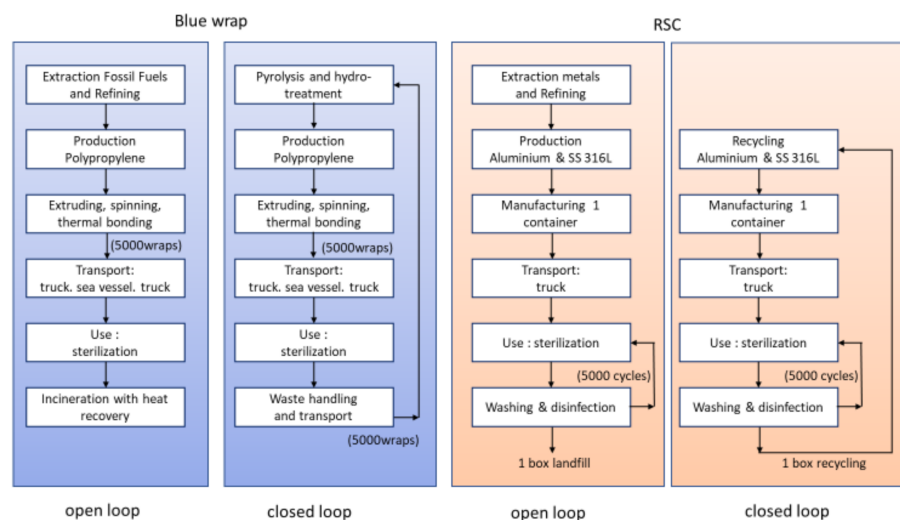 Blue wrap
RSC
Extraction Fossil Fuels
and Refining
Production
Polypropylene
Extruding, spinning,
thermal bonding
(5000wraps)
Transport:
truck. sea vessel. truck
Use :
sterilization
Incineration with heat
recovery
open loop
Pyrolysis and hydro-
treatment
Production
Polypropylene
Extruding, spinning,
thermal bonding
(5000wraps)
Transport:
truck. sea vessel. truck
Use :
sterilization
Waste handling
and transport
(5000wraps)
closed loop
Extraction metals
and Refining
Production
Aluminium & SS 316L
Manufacturing 1
container
Transport:
truck
Use : sterilization
(5000 cycles)
Washing & disinfection
1 box landfill
open loop
Recycling
Aluminium & SS 316L
Manufacturing 1
container
Transport:
truck
Use : sterilization
(5000 cycles)
Washing & disinfection
1 box recycling
closed loop